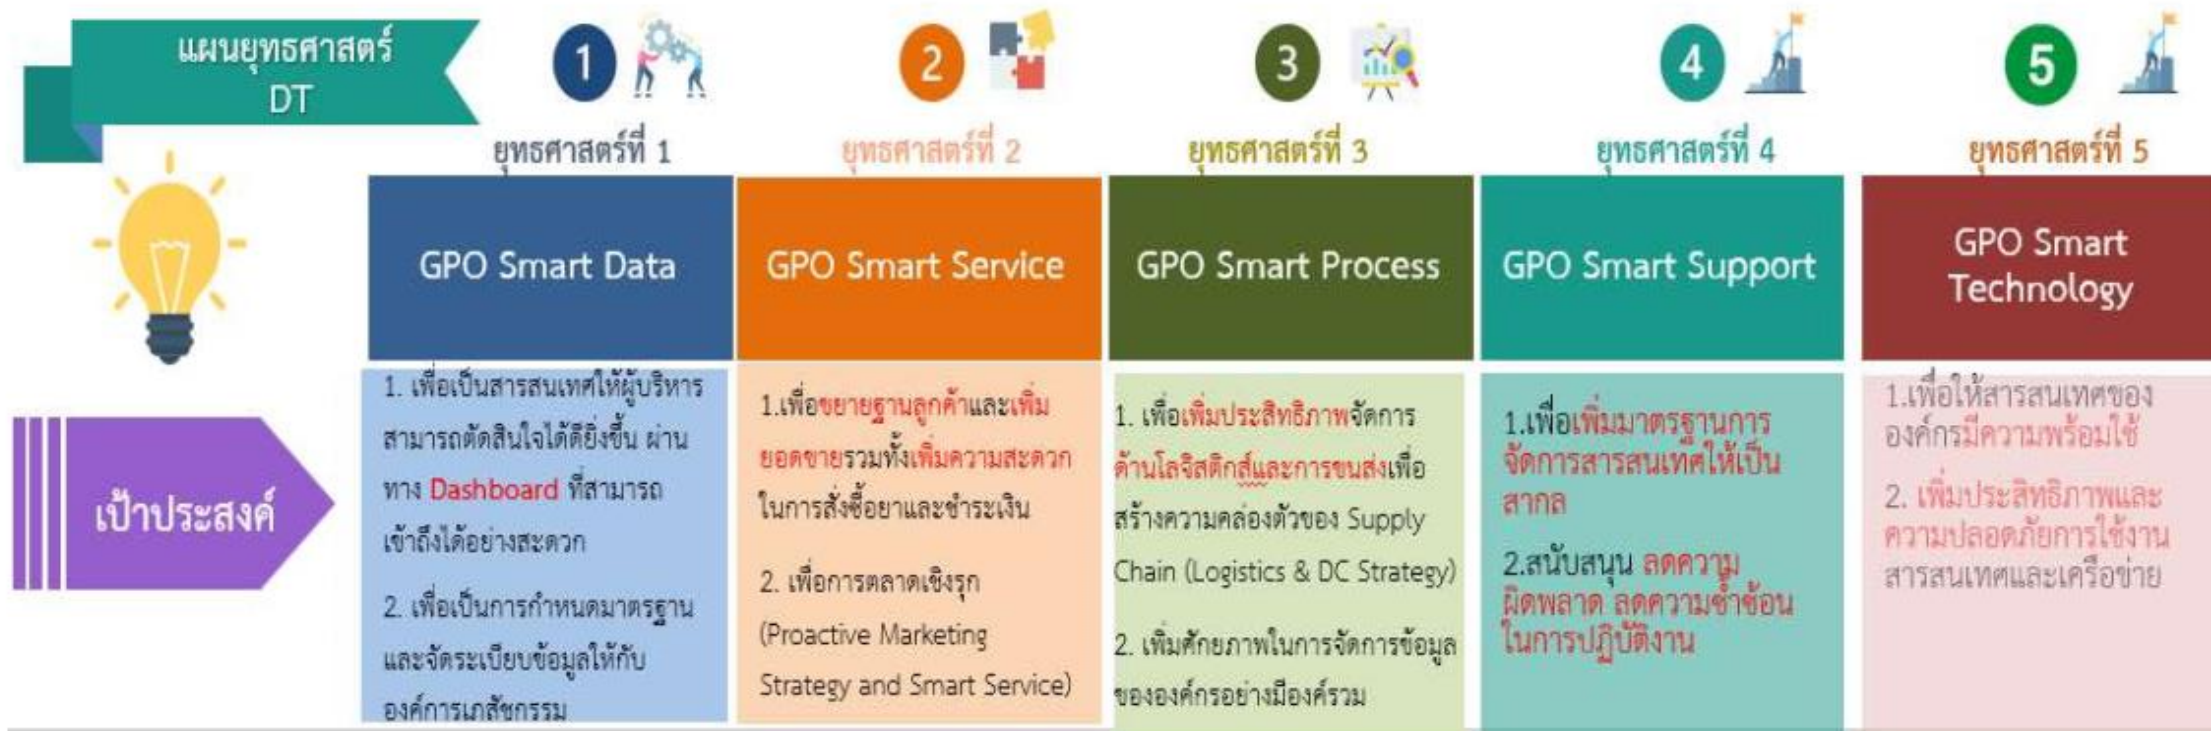 แผนยุทธศาสตร์
DT
1
ยุทธศาสตร์ที่ 1
2
ยุทธศาสตร์ที่ 2
3
ยุทธศาสตร์ที่ 3
4
ยุทธศาสตร์ที่ 4
5
ยุทธศาสตร์ที่ 5
GPO Smart Data
GPO Smart Service
GPO Smart Process
GPO Smart Support
GPO Smart
Technology
เป้าประสงค์
1. เพื่อเป็นสารสนเทศให้ผู้บริหาร
สามารถตัดสินใจได้ดียิ่งขึ้น ผ่าน
ทาง Dashboard ที่สามารถ
เข้าถึงได้อย่างสะดวก
2. เพื่อเป็นการกำหนดมาตรฐาน
และจัดระเบียบข้อมูลให้กับ
องค์การเภสัชกรรม
1.เพื่อขยายฐานลูกค้าและเพิ่ม
ยอดขายรวมทั้งเพิ่มความสะดวก
ในการสั่งซื้อยาและชำระเงิน
2. เพื่อการตลาดเชิงรุก
(Proactive Marketing
Strategy and Smart Service)
1. เพื่อเพิ่มประสิทธิภาพจัดการ
ด้านโลจิสติกส์และการขนส่งเพื่อ
สร้างความคล่องตัวของ Supply
Chain (Logistics & DC Strategy)
2. เพิ่มศักยภาพในการจัดการข้อมูล
ขององค์กรอย่างมีองค์รวม
1.เพื่อเพิ่มมาตรฐานการ
จัดการสารสนเทศให้เป็น
สากล
2.สนับสนุน ลดความ
ผิดพลาด ลดความซ้ำซ้อน
ในการปฏิบัติงาน
1.เพื่อให้สารสนเทศของ
องค์กรมีความพร้อมใช้
2. เพิ่มประสิทธิภาพและ
ความปลอดภัยการใช้งาน
สารสนเทศและเครือข่าย